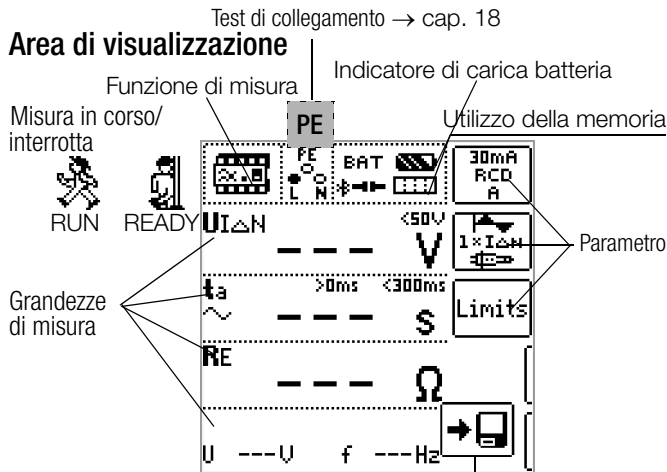 Test di collegamento → cap. 18
Area di visualizzazione
Funzione di misura
Indicatore di carica batteria
Misura in corso/
interrotta
PE
Utilizzo della memoria
PE
L N
BAT
30mA
RCD
A
RUN READY
UI∆N
<50V
--- V
1×I∆N
Parametro
Grandezze
di misura
ta
>0ms <300ms
~ --- s
Limits
RE
--- Ω
U ---V f ---Hz